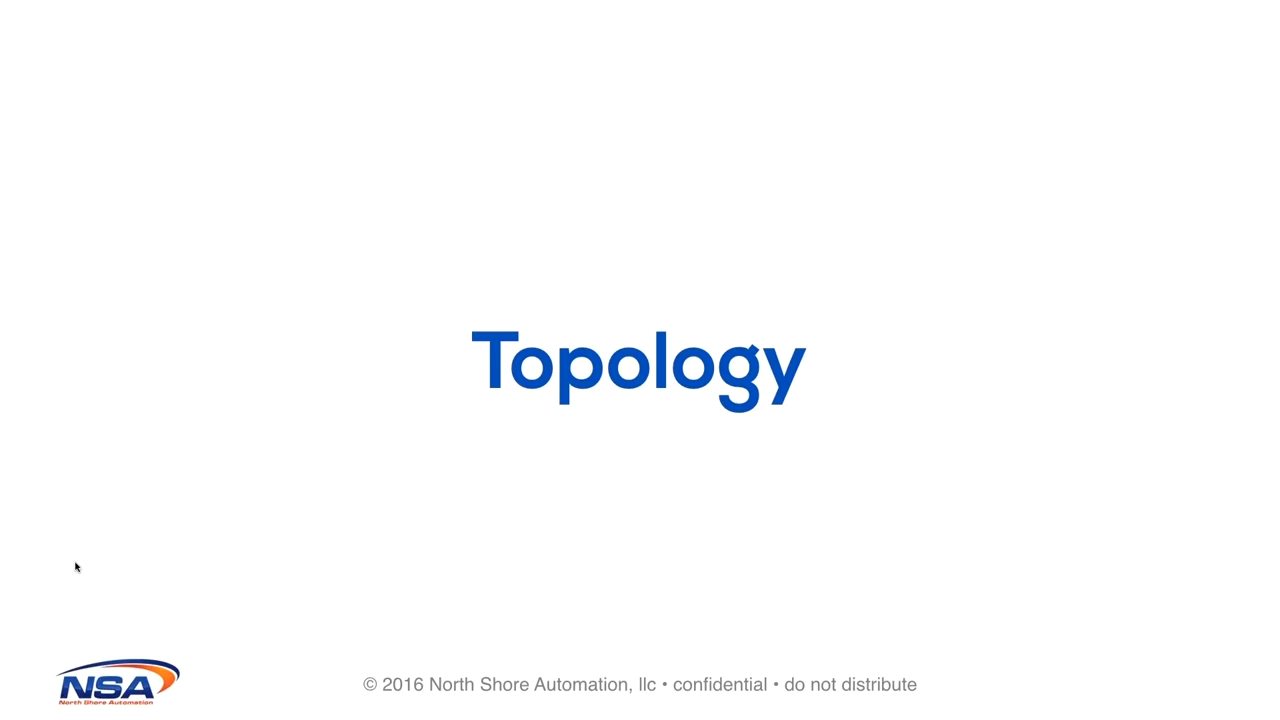 Topology
NSA
North Shore Automation
© 2016 North Shore Automation, llc • confidential • do not distribute